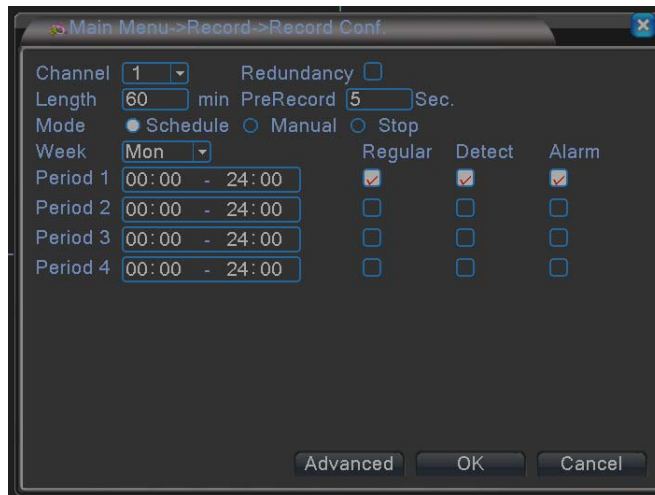 Main Menu->Record->Record Conf.
Channel 1 Redundancy
Length 60 min PreRecord 5 Sec.
Mode Schedule Manual Stop
Week Mon Regular Detect Alarm
Period 1 00:00 - 24:00
Period 2 00:00 - 24:00
Period 3 00:00 - 24:00
Period 4 00:00 - 24:00
Advanced OK Cancel